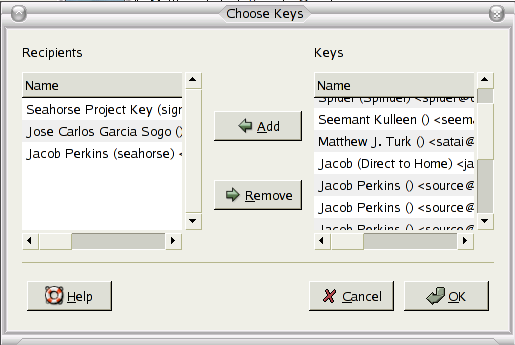 Choose Keys
Recipients
Name
Seahorse Project Key (sign
Jose Carlos Garcia Sogo ()
Jacob Perkins (seahorse) <
Add
Remove
Keys
Name
Spider (Spinder) <spider@
Seemant Kulleen () <seem
Matthew J. Turk () <satai@
Jacob (Direct to Home) <ja
Jacob Perkins () <source@
Jacob Perkins () <source@
Jacob Perkins () <source@
Help
Cancel
OK